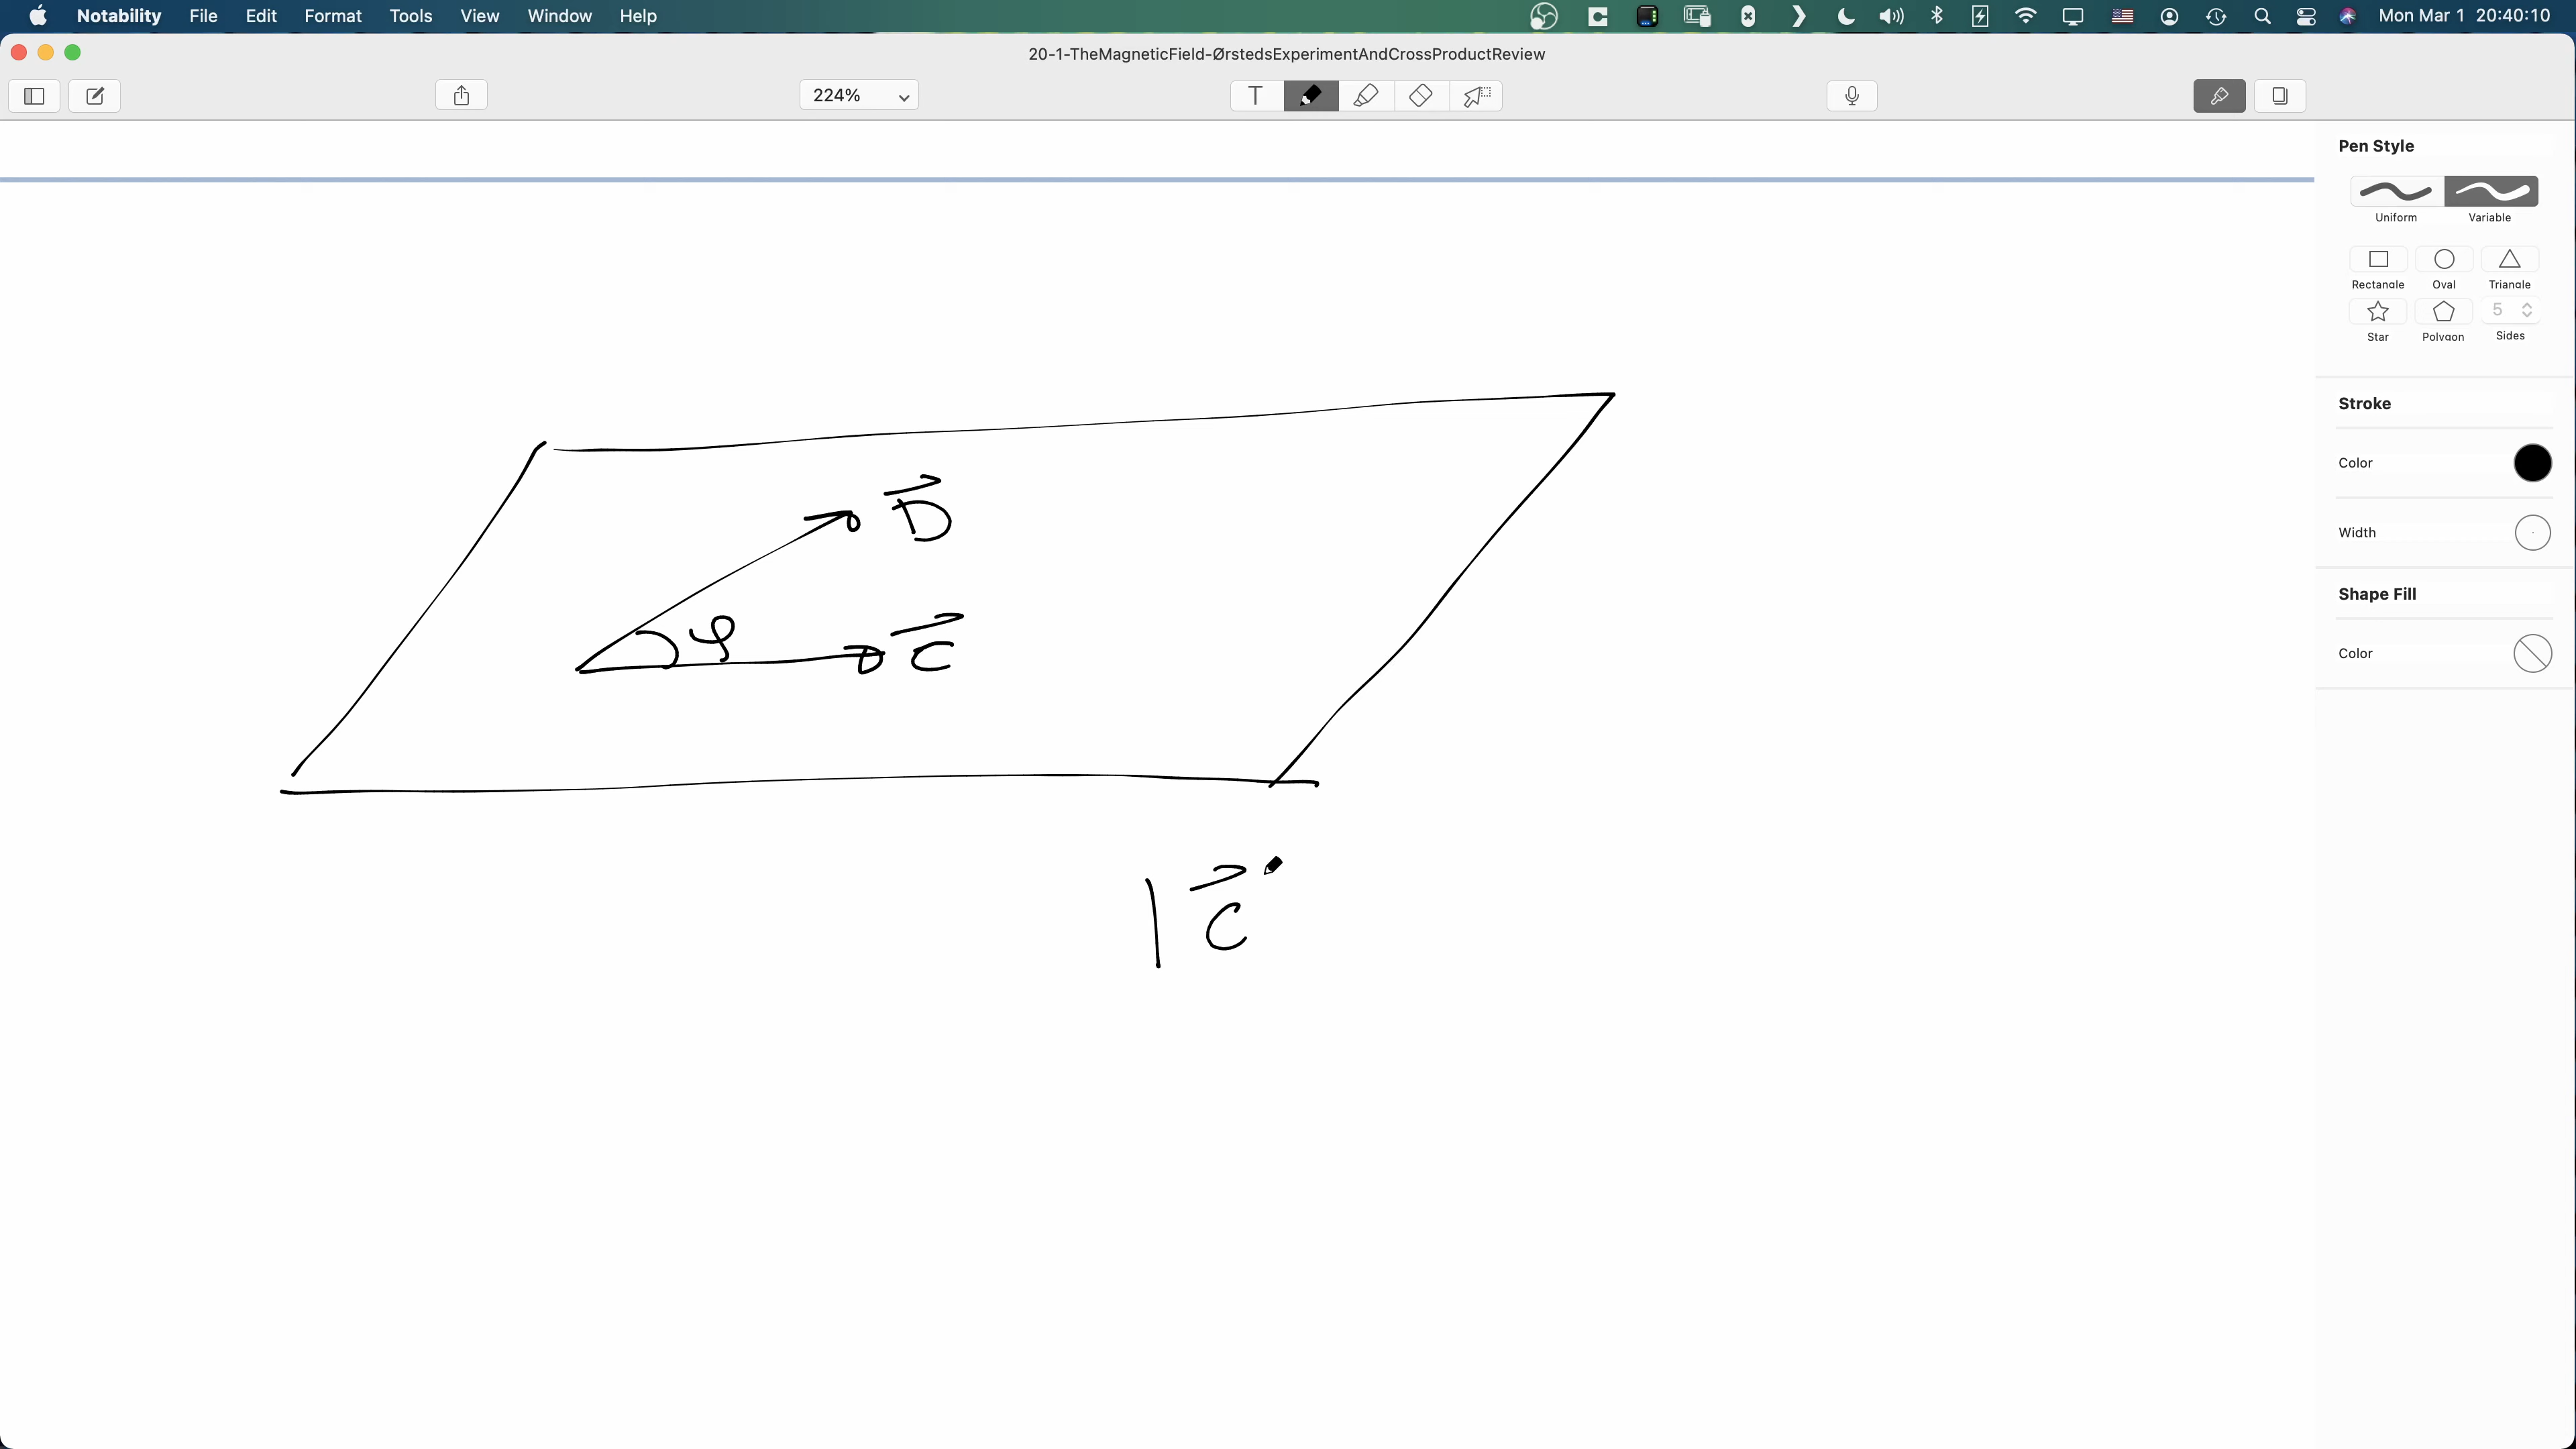 Notability File Edit Format Tools View Window Help Mon Mar 1 20:40:10
20-1-TheMagneticField-ØrstedsExperimentAndCrossProductReview
224%
T
Pen Style
Uniform Variable
Rectangle Oval Triangle
5
Star Polygon Sides
Stroke
Color
Width
Shape Fill
Color
D⃗
φ C⃗
| C⃗